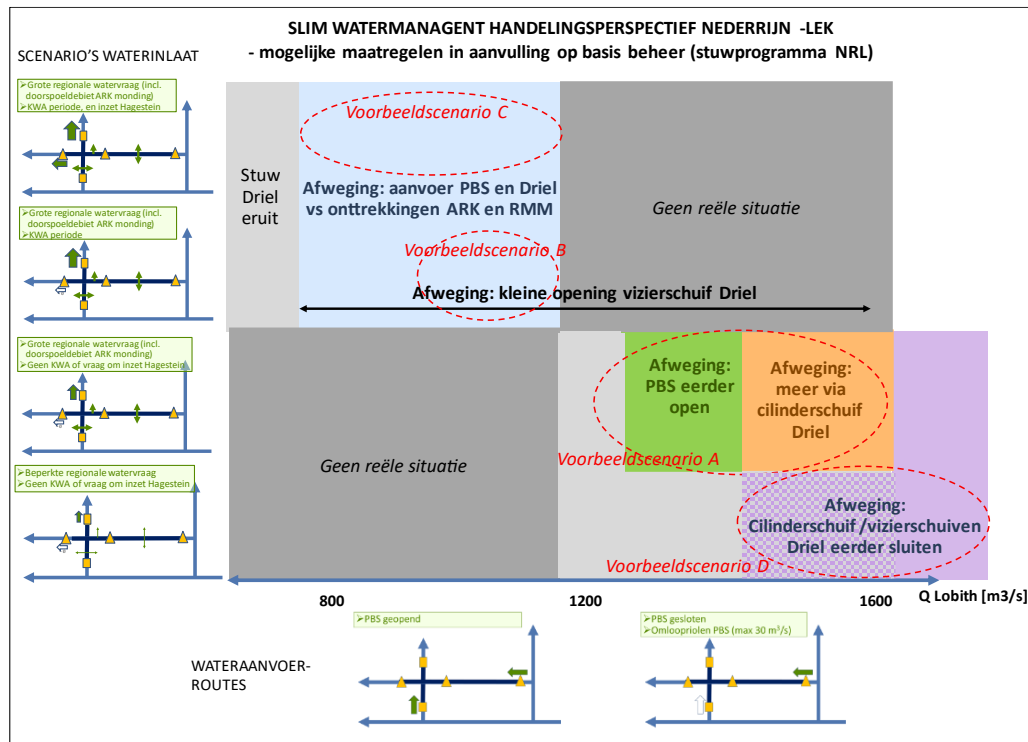 SLIM WATERMANAGENT HANDELINGSPERSPECTIEF NEDERRIJN -LEK
- mogelijke maatregelen in aanvulling op basis beheer (stuwprogramma NRL)
SCENARIO'S WATERINLAAT
➢Grote regionale watervraag (incl.
doorspoeldebiet ARK monding)
➢KWA periode, en inzet Hagestein
Voorbeeldscenario C
Stuw
Driel
eruit
Afweging: aanvoer PBS en Driel
vs onttrekkingen ARK en RMM
Geen reële situatie
➢Grote regionale watervraag (incl.
doorspoeldebiet ARK monding)
➢KWA periode
Voorbeeldscenario B
Afweging: kleine opening vizierschuif Driel
➢Grote regionale watervraag (incl.
doorspoeldebiet ARK monding)
➢Geen KWA of vraag om inzet Hagestein
Afweging:
PBS eerder
open
Afweging:
meer via
cilinderschuif
Driel
Geen reële situatie
Voorbeeldscenario A
➢Beperkte regionale watervraag
➢Geen KWA of vraag om inzet Hagestein
Afweging:
Cilinderschuif /vizierschuiven
Driel eerder sluiten
Voorbeeldscenario D
800
1200
1600
Q Lobith [m3/s]
➢PBS geopend
➢PBS gesloten
➢Omloopriolen PBS (max 30 m³/s)
WATERAANVOER-
ROUTES